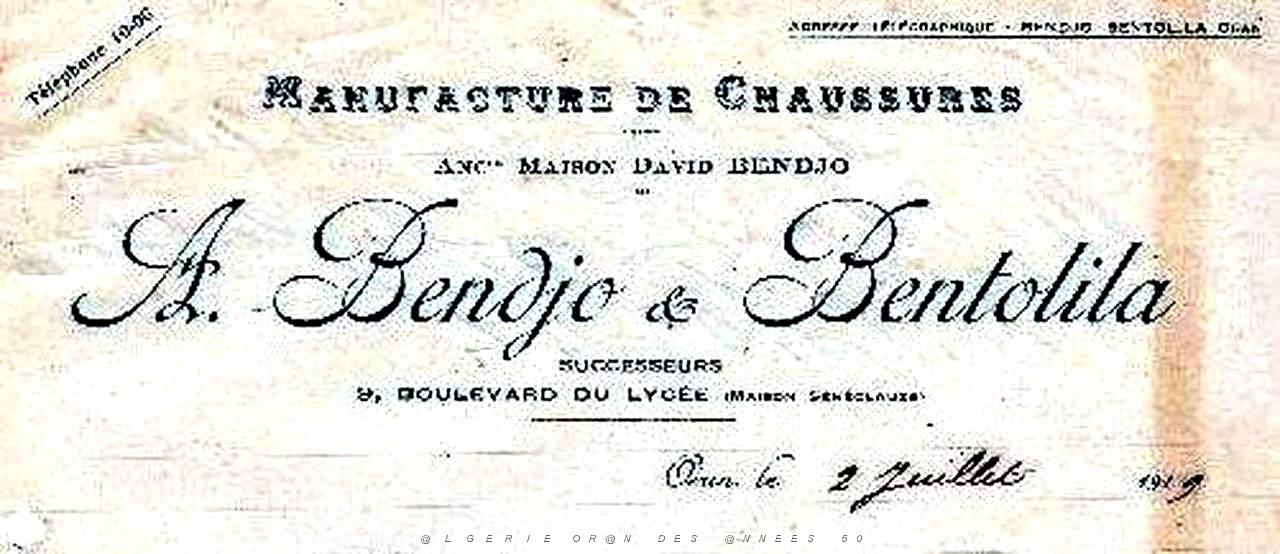 Téléphone 10-06
ADRESSE TÉLÉGRAPHIQUE - BENDJO BENTOLILA ORAN
MANUFACTURE DE CHAUSSURES
ANCne MAISON DAVID BENDJO
A. Bendjo & Bentolila
SUCCESSEURS
9, BOULEVARD DU LYCÉE (MAISON SÉNÉCLAUZE)
Oran, le 2 Juillet 1919
@LGERIE OR@N DES @NNEES 50